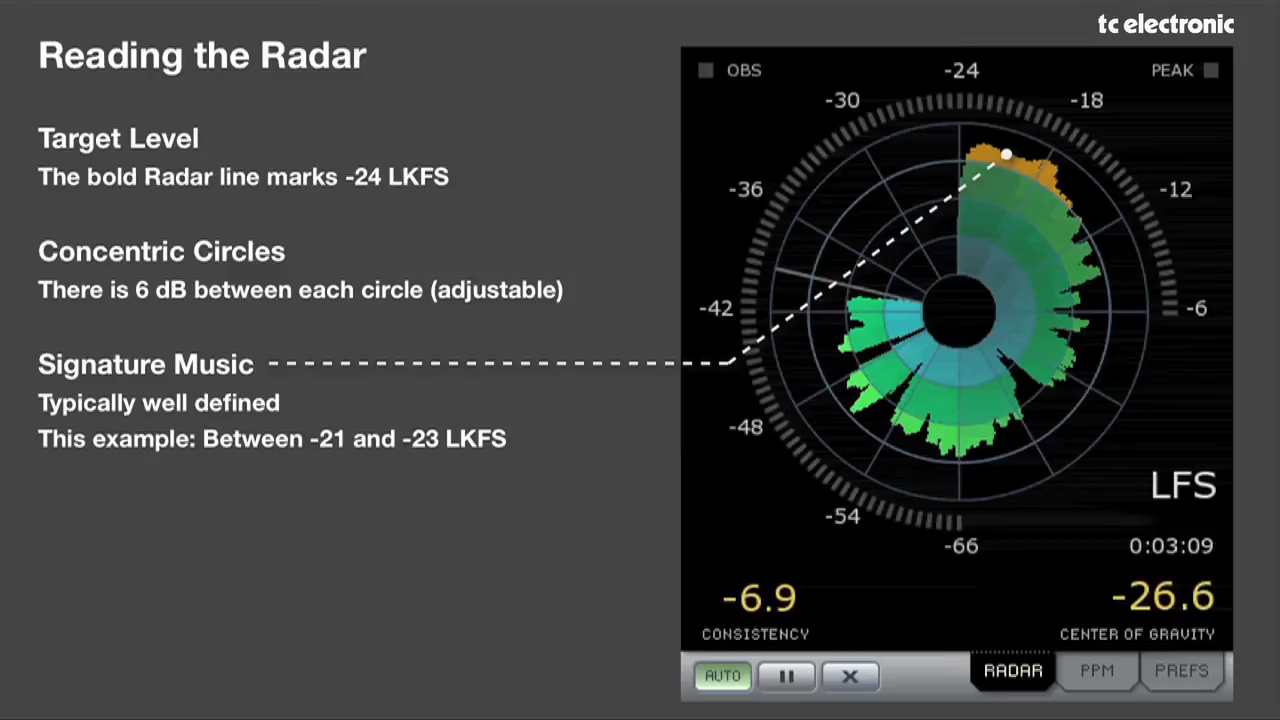 tc electronic
Reading the Radar
Target Level
The bold Radar line marks -24 LKFS
Concentric Circles
There is 6 dB between each circle (adjustable)
Signature Music
Typically well defined
This example: Between -21 and -23 LKFS
OBS
-24
PEAK
-30
-18
-36
-12
-42
-6
-48
LFS
-54
-66
0:03:09
-6.9
-26.6
CONSISTENCY
CENTER OF GRAVITY
AUTO
RADAR
PPM
PREFS